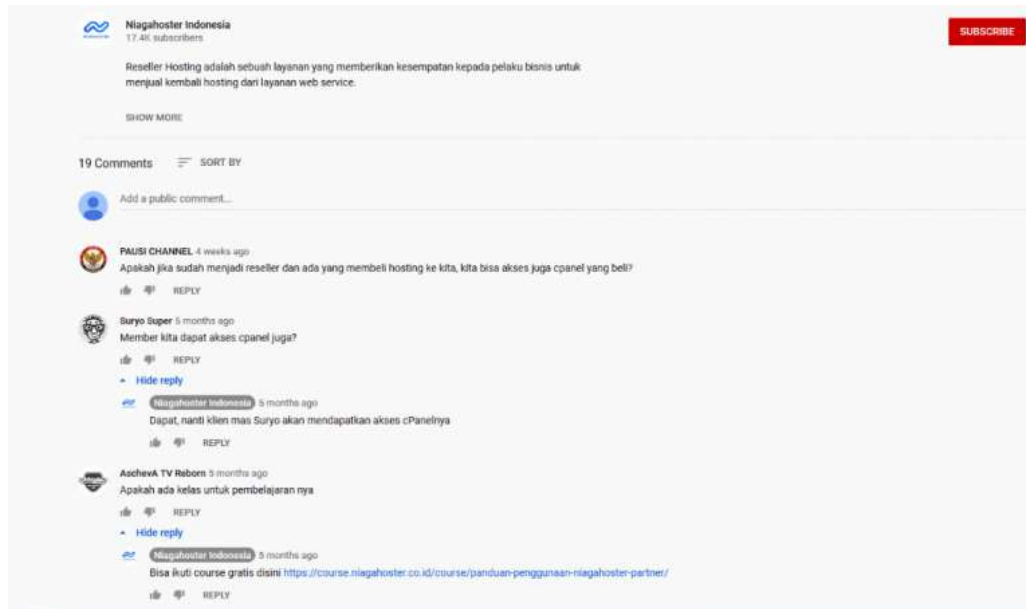 Niagahoster Indonesia
17.4K subscribers
SUBSCRIBE
Reseller Hosting adalah sebuah layanan yang memberikan kesempatan kepada pelaku bisnis untuk
menjual kembali hosting dari layanan web service.
SHOW MORE
19 Comments SORT BY
Add a public comment...
PAUSI CHANNEL 4 weeks ago
Apakah jika sudah menjadi reseller dan ada yang membeli hosting ke kita, kita bisa akses juga cpanel yang beli?
REPLY
Suryo Super 5 months ago
Member kita dapat akses cpanel juga?
REPLY
Hide reply
Niagahoster Indonesia 5 months ago
Dapat, nanti klien mas Suryo akan mendapatkan akses cPanelnya
REPLY
AschevA TV Reborn 5 months ago
Apakah ada kelas untuk pembelajaran nya
REPLY
Hide reply
Niagahoster Indonesia 5 months ago
Bisa ikuti course gratis disini https://course.niagahoster.co.id/course/panduan-penggunaan-niagahoster-partner/
REPLY